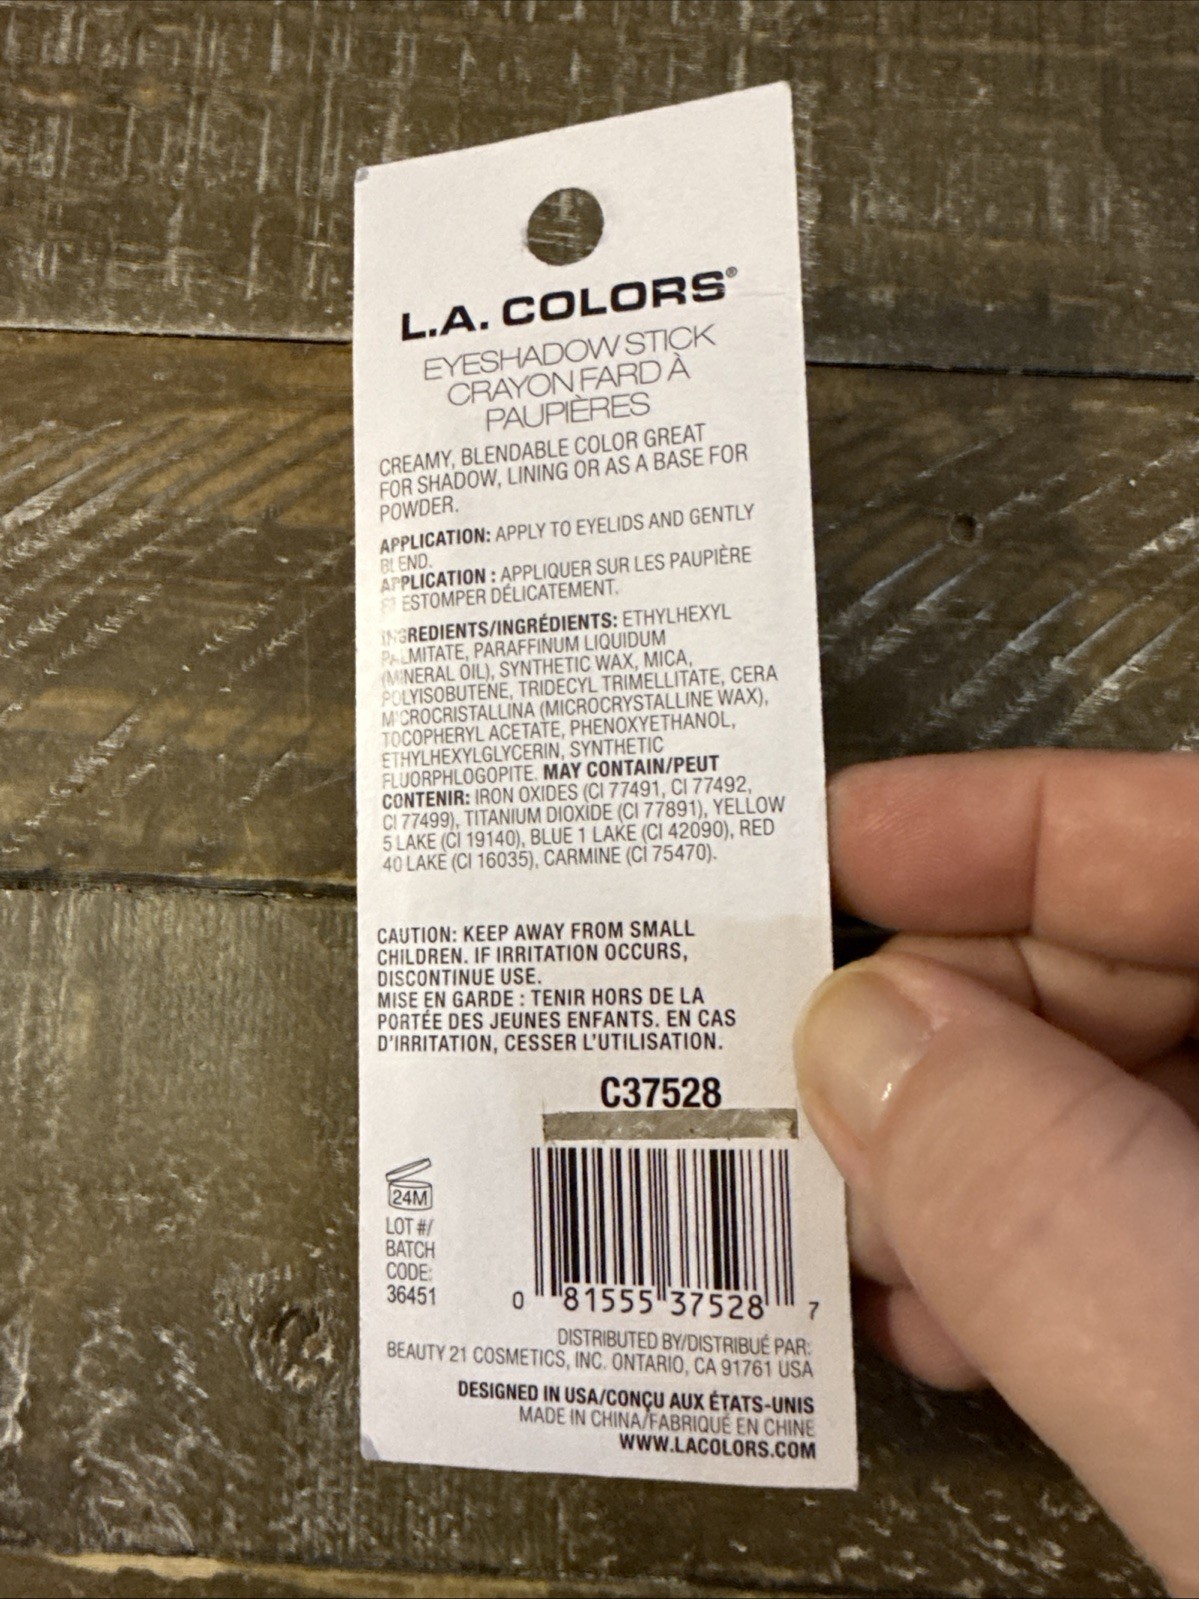 L.A. COLORS®
EYESHADOW STICK
CRAYON FARD À
PAUPIÈRES
CREAMY, BLENDABLE COLOR GREAT
FOR SHADOW, LINING OR AS A BASE FOR
POWDER.
APPLICATION: APPLY TO EYELIDS AND GENTLY
BLEND.
APPLICATION : APPLIQUER SUR LES PAUPIÈRE
ET ESTOMPER DÉLICATEMENT.
INGREDIENTS/INGRÉDIENTS: ETHYLHEXYL
PALMITATE, PARAFFINUM LIQUIDUM
(MINERAL OIL), SYNTHETIC WAX, MICA,
POLYISOBUTENE, TRIDECYL TRIMELLITATE, CERA
MICROCRISTALLINA (MICROCRYSTALLINE WAX),
TOCOPHERYL ACETATE, PHENOXYETHANOL,
ETHYLHEXYLGLYCERIN, SYNTHETIC
FLUORPHLOGOPITE. MAY CONTAIN/PEUT
CONTENIR: IRON OXIDES (CI 77491, CI 77492,
CI 77499), TITANIUM DIOXIDE (CI 77891), YELLOW
5 LAKE (CI 19140), BLUE 1 LAKE (CI 42090), RED
40 LAKE (CI 16035), CARMINE (CI 75470).
CAUTION: KEEP AWAY FROM SMALL
CHILDREN. IF IRRITATION OCCURS,
DISCONTINUE USE.
MISE EN GARDE : TENIR HORS DE LA
PORTÉE DES JEUNES ENFANTS. EN CAS
D'IRRITATION, CESSER L'UTILISATION.
C37528
24M
LOT #/
BATCH
CODE:
36451
0 81555 37528 7
DISTRIBUTED BY/DISTRIBUÉ PAR:
BEAUTY 21 COSMETICS, INC. ONTARIO, CA 91761 USA
DESIGNED IN USA/CONÇU AUX ÉTATS-UNIS
MADE IN CHINA/FABRIQUÉ EN CHINE
WWW.LACOLORS.COM